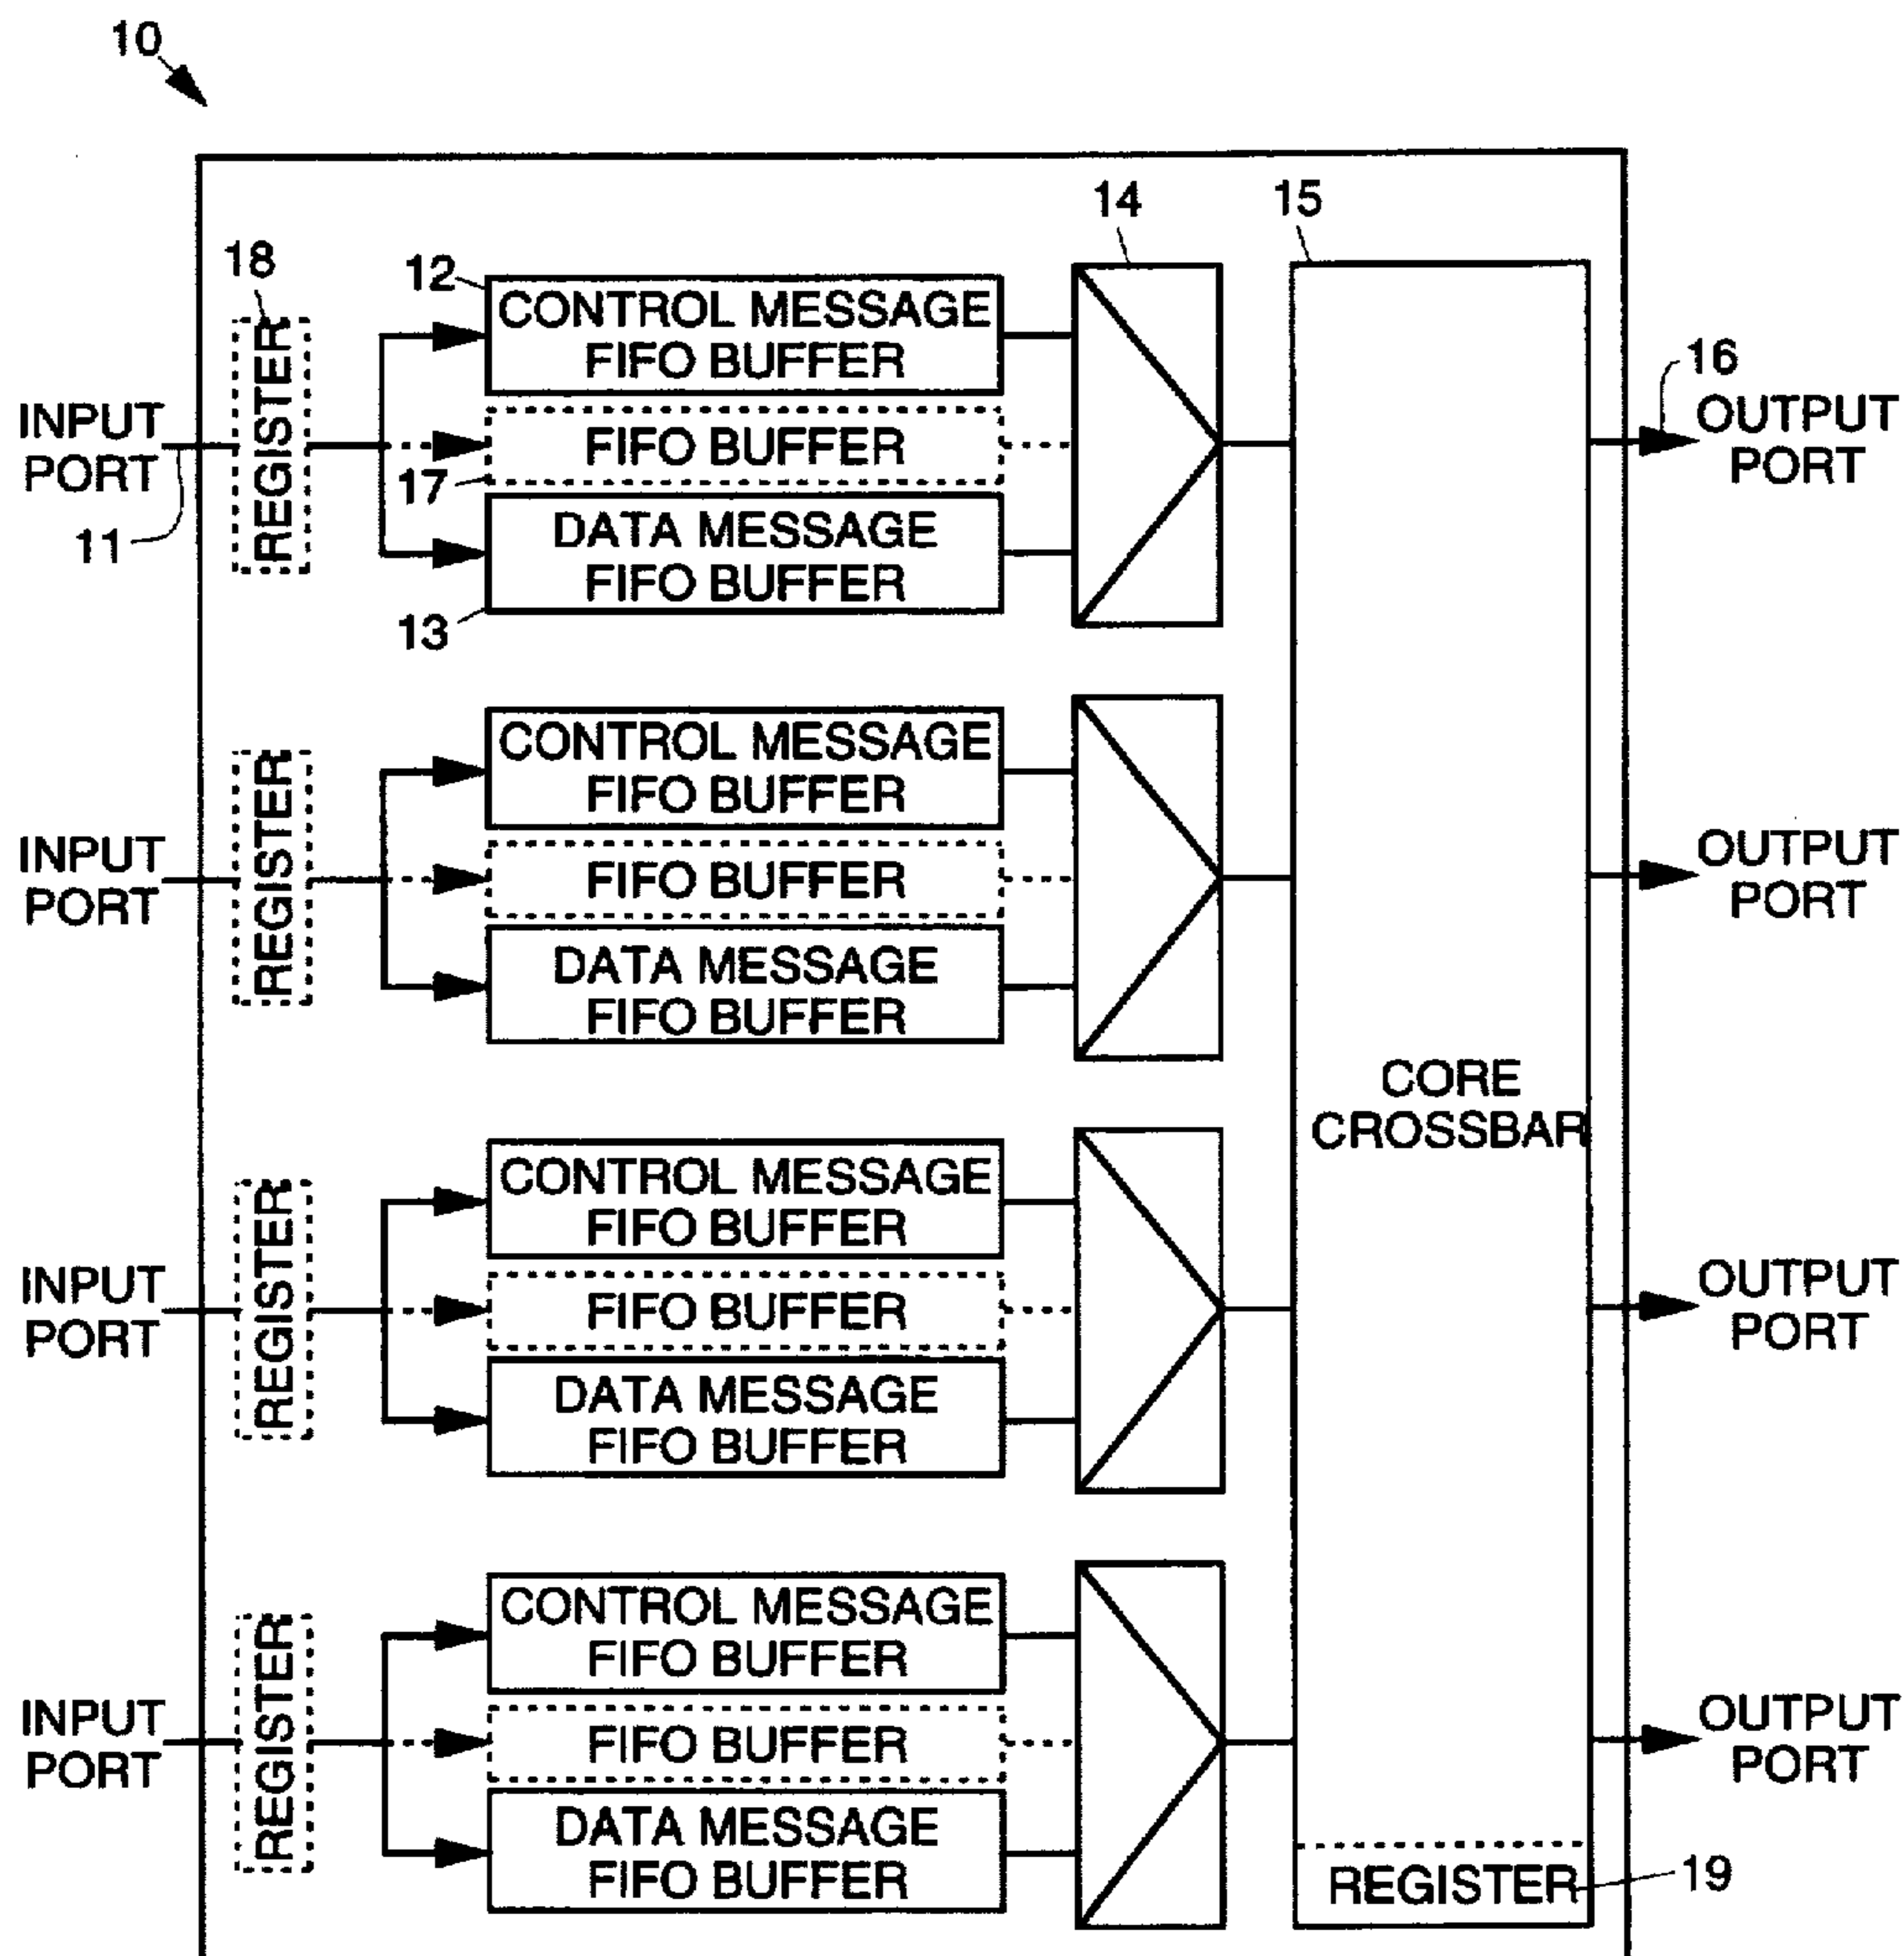 10
14
15
18
12
CONTROL MESSAGE
FIFO BUFFER
REGISTER
16
INPUT
PORT
FIFO BUFFER
OUTPUT
PORT
17
11
DATA MESSAGE
FIFO BUFFER
13
CONTROL MESSAGE
FIFO BUFFER
INPUT
PORT
REGISTER
FIFO BUFFER
OUTPUT
PORT
DATA MESSAGE
FIFO BUFFER
CORE
CROSSBAR
CONTROL MESSAGE
FIFO BUFFER
INPUT
PORT
REGISTER
FIFO BUFFER
OUTPUT
PORT
DATA MESSAGE
FIFO BUFFER
CONTROL MESSAGE
FIFO BUFFER
INPUT
PORT
REGISTER
FIFO BUFFER
OUTPUT
PORT
DATA MESSAGE
FIFO BUFFER
REGISTER
19